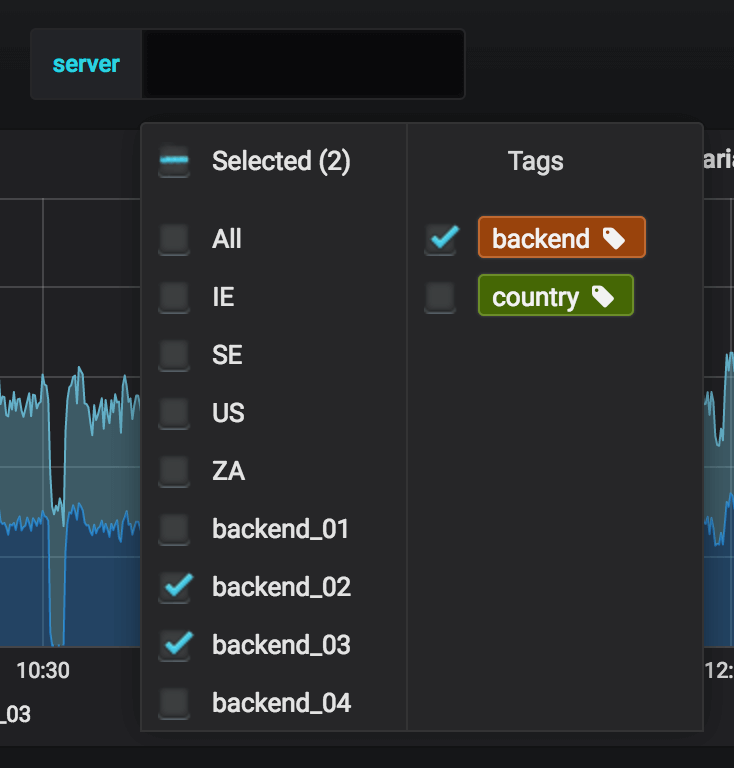 server
Selected (2)
Tags
All
backend
IE
country
SE
US
ZA
backend_01
backend_02
backend_03
backend_04
10:30
12:
_03